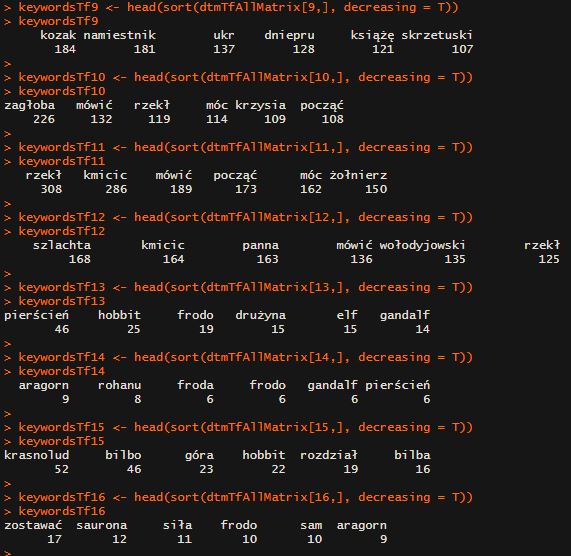 > keywordsTf9 <- head(sort(dtmTfAllMatrix[9,], decreasing = T))
> keywordsTf9
kozak namiestnik ukr dniepru książę skrzetuski
184 181 137 128 121 107
>
> keywordsTf10 <- head(sort(dtmTfAllMatrix[10,], decreasing = T))
> keywordsTf10
zagłoba mówić rzekł móc krzysia począć
226 132 119 114 109 108
>
> keywordsTf11 <- head(sort(dtmTfAllMatrix[11,], decreasing = T))
> keywordsTf11
rzekł kmicic mówić począć móc żołnierz
308 286 189 173 162 150
>
> keywordsTf12 <- head(sort(dtmTfAllMatrix[12,], decreasing = T))
> keywordsTf12
szlachta kmicic panna mówić wołodyjowski rzekł
168 164 163 136 135 125
>
> keywordsTf13 <- head(sort(dtmTfAllMatrix[13,], decreasing = T))
> keywordsTf13
pierścień hobbit frodo drużyna elf gandalf
46 25 19 15 15 14
>
> keywordsTf14 <- head(sort(dtmTfAllMatrix[14,], decreasing = T))
> keywordsTf14
aragorn rohanu froda frodo gandalf pierścień
9 8 6 6 6 6
>
> keywordsTf15 <- head(sort(dtmTfAllMatrix[15,], decreasing = T))
> keywordsTf15
krasnolud bilbo góra hobbit rozdział bilba
52 46 23 22 19 16
>
> keywordsTf16 <- head(sort(dtmTfAllMatrix[16,], decreasing = T))
> keywordsTf16
zostawać saurona siła frodo sam aragorn
17 12 11 10 10 9
>